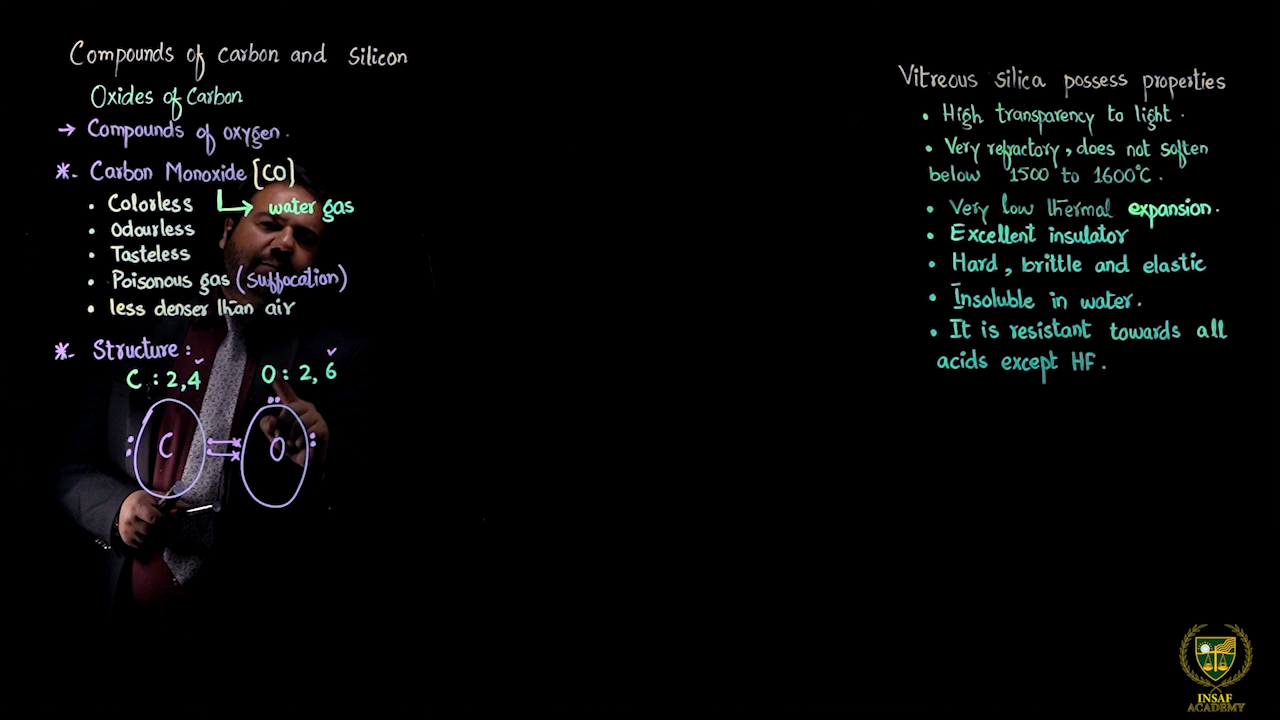 Compounds of Carbon and Silicon
Oxides of Carbon
→ Compounds of oxygen.
*- Carbon Monoxide [CO]
• Colorless → water gas
• Odourless
• Tasteless
• Poisonous gas (suffocation)
• less denser than air
*- Structure :
C : 2,4 O : 2, 6
C O
Vitreous silica possess properties
• High transparency to light.
• Very refractory, does not soften
below 1500 to 1600°C.
• Very low thermal expansion.
• Excellent insulator
• Hard, brittle and elastic
• Insoluble in water.
• It is resistant towards all
acids except HF.
INSAF
ACADEMY